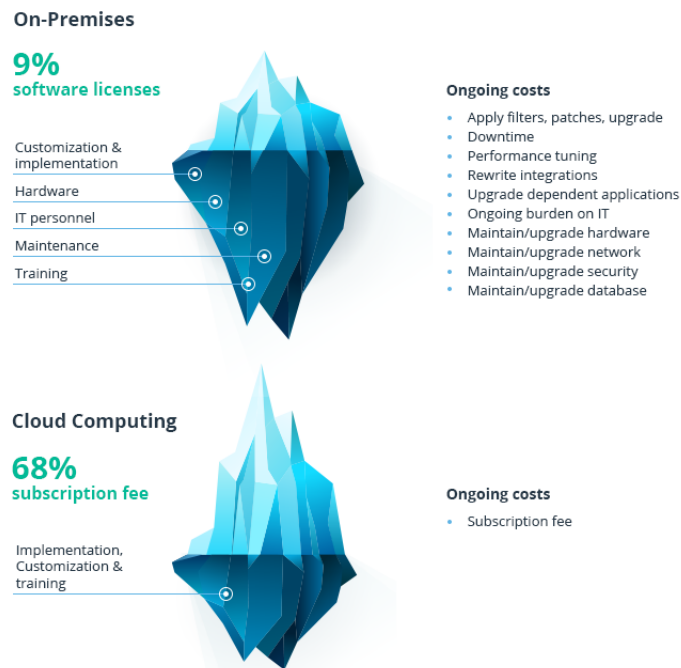 On-Premises
9%
software licenses
Customization &
implementation
Hardware
IT personnel
Maintenance
Training
Ongoing costs
Apply filters, patches, upgrade
Downtime
Performance tuning
Rewrite integrations
Upgrade dependent applications
Ongoing burden on IT
Maintain/upgrade hardware
Maintain/upgrade network
Maintain/upgrade security
Maintain/upgrade database
Cloud Computing
68%
subscription fee
Implementation,
Customization &
training
Ongoing costs
Subscription fee